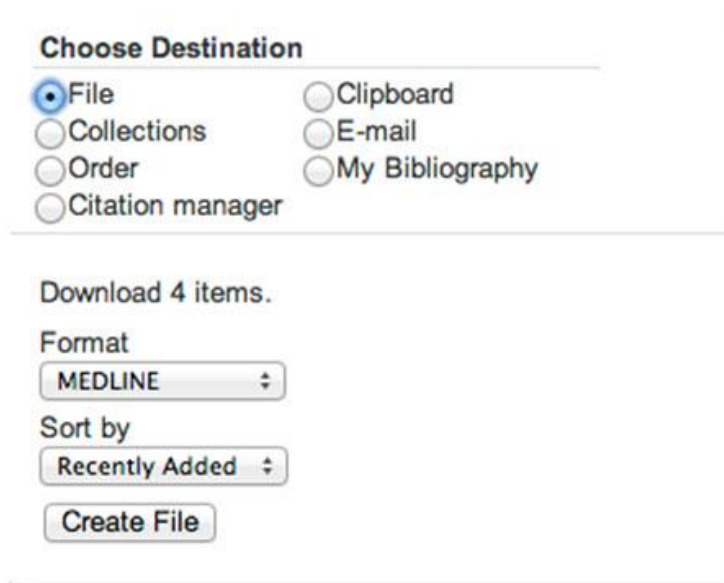 Choose Destination
File Clipboard
Collections E-mail
Order My Bibliography
Citation manager
Download 4 items.
Format
MEDLINE
Sort by
Recently Added
Create File